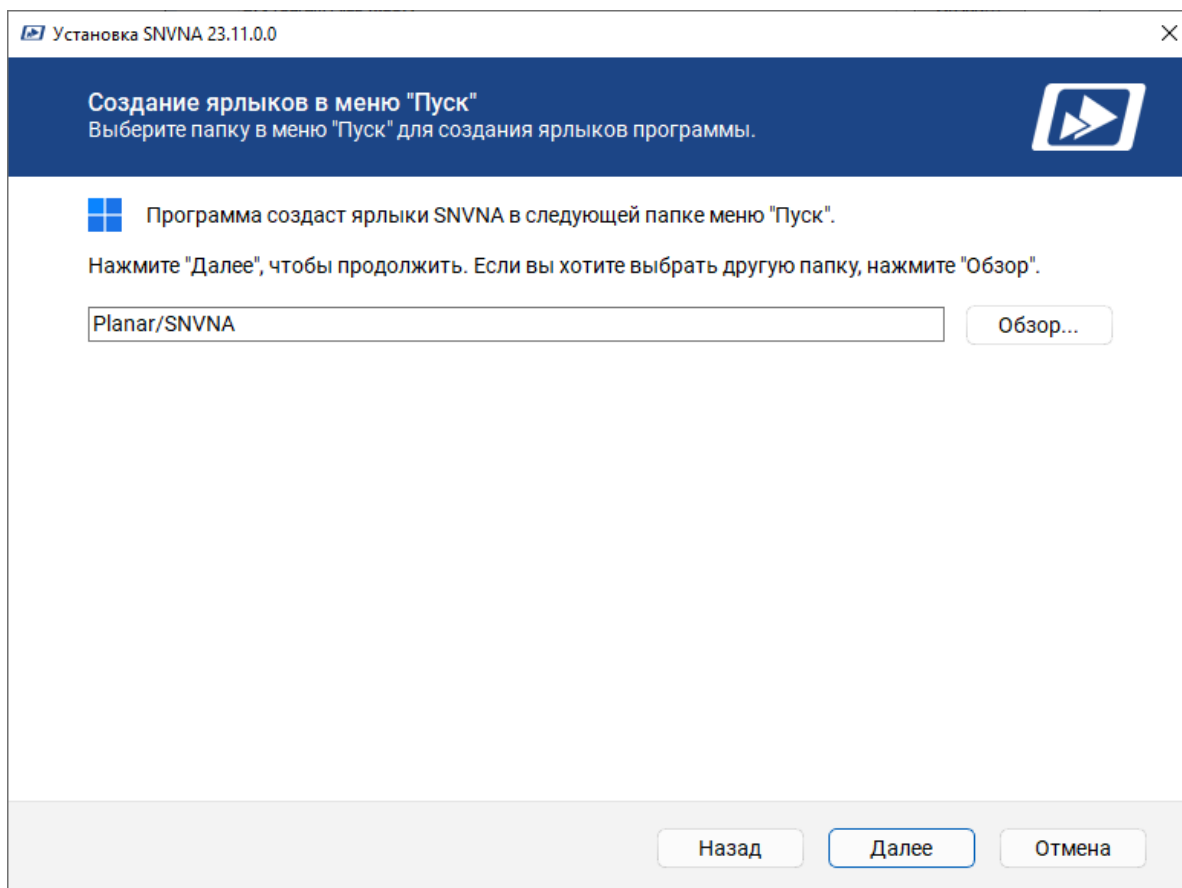 Установка SNVNA 23.11.0.0
Создание ярлыков в меню "Пуск"
Выберите папку в меню "Пуск" для создания ярлыков программы.
Программа создаст ярлыки SNVNA в следующей папке меню "Пуск".
Нажмите "Далее", чтобы продолжить. Если вы хотите выбрать другую папку, нажмите "Обзор".
Planar/SNVNA
Обзор...
Назад
Далее
Отмена